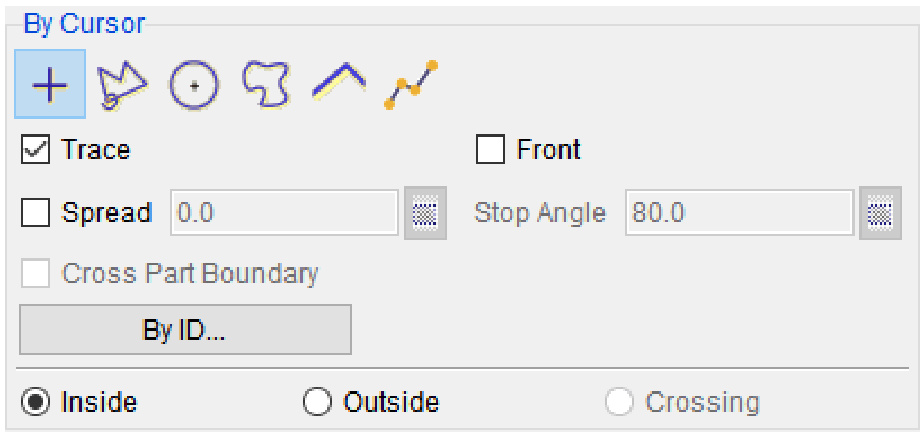 By Cursor
Trace Front
Spread 0.0 Stop Angle 80.0
Cross Part Boundary
By ID...
Inside Outside Crossing